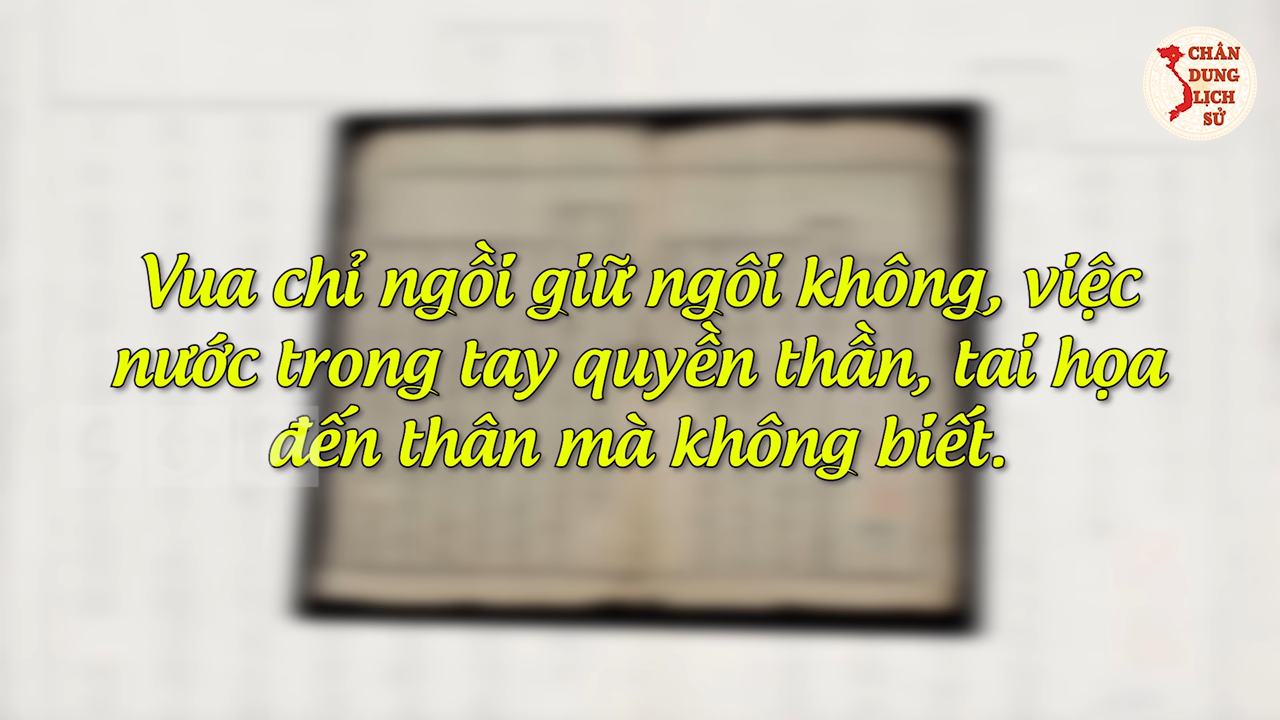 CHÂN
DUNG
LỊCH
SỬ
Vua chỉ ngồi giữ ngôi không, việc
nước trong tay quyền thần, tai họa
đến thân mà không biết.